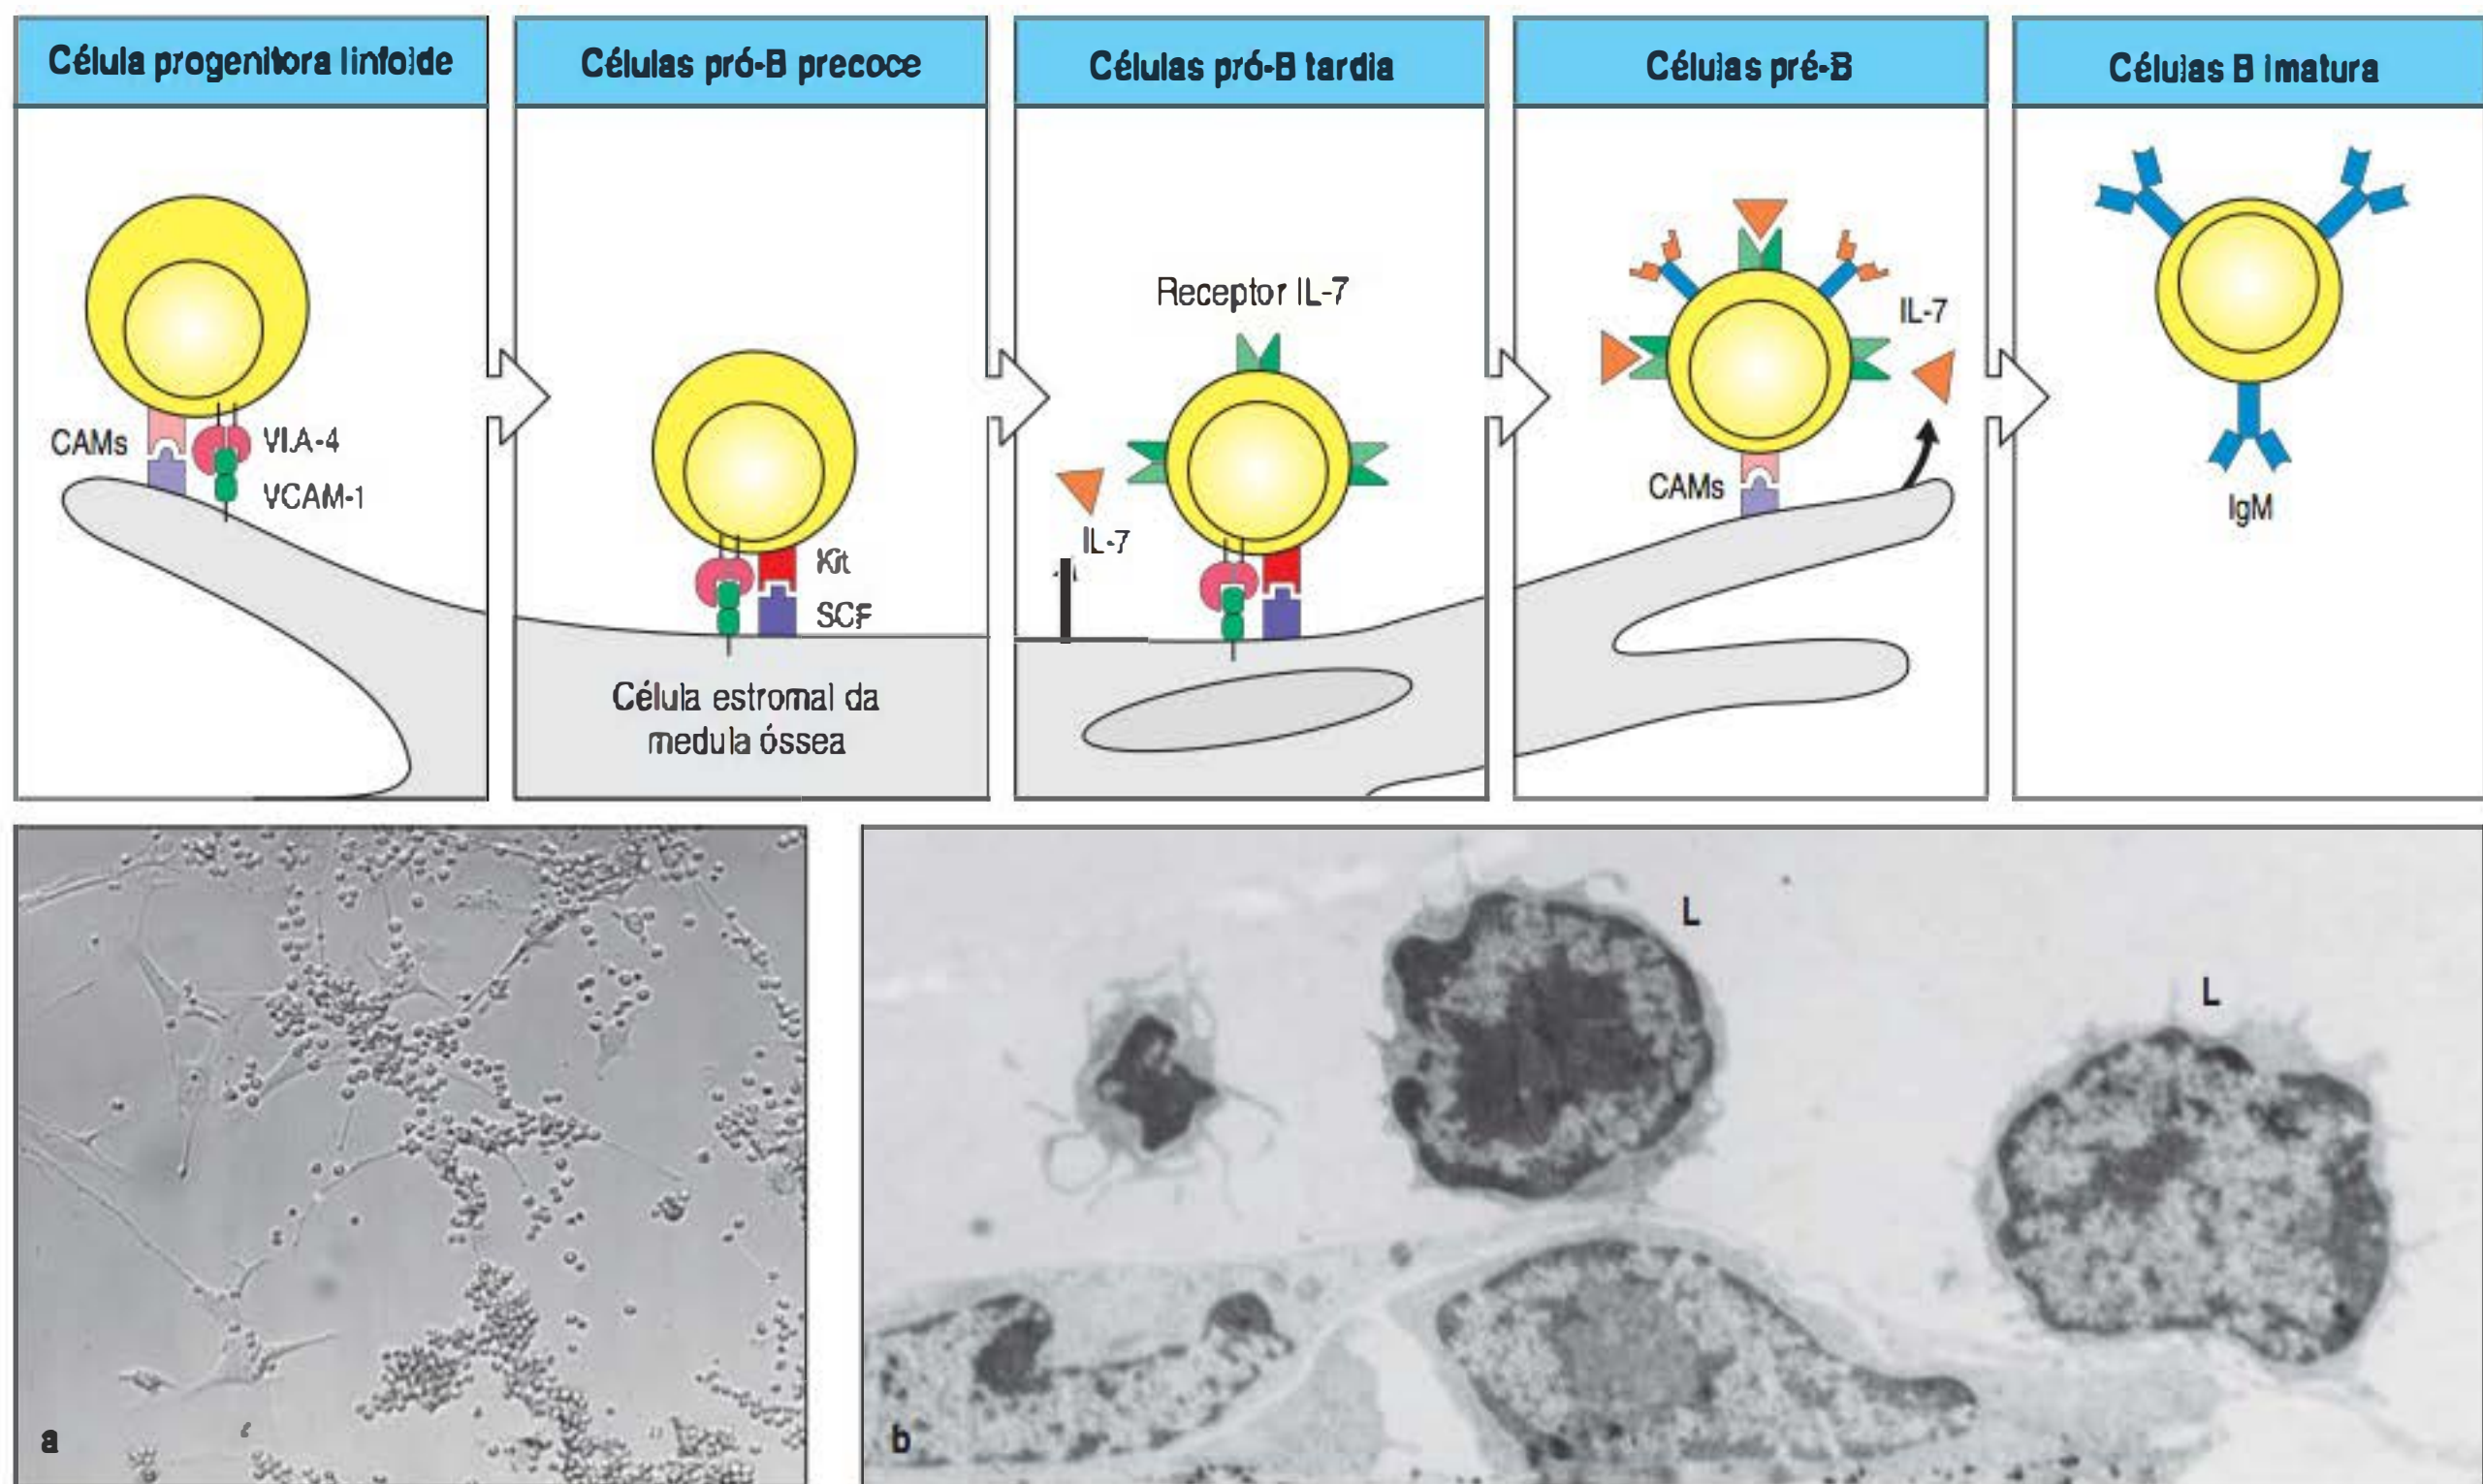 Célula progenitora linfoide
Células pró-B precoce
Células pró-B tardia
Células pré-B
Células B imatura
CAMs
VLA-4
VCAM-1
Kit
SCF
Célula estromal da
medula óssea
Receptor IL-7
IL-7
IL-7
CAMs
IgM
a
L
L
b